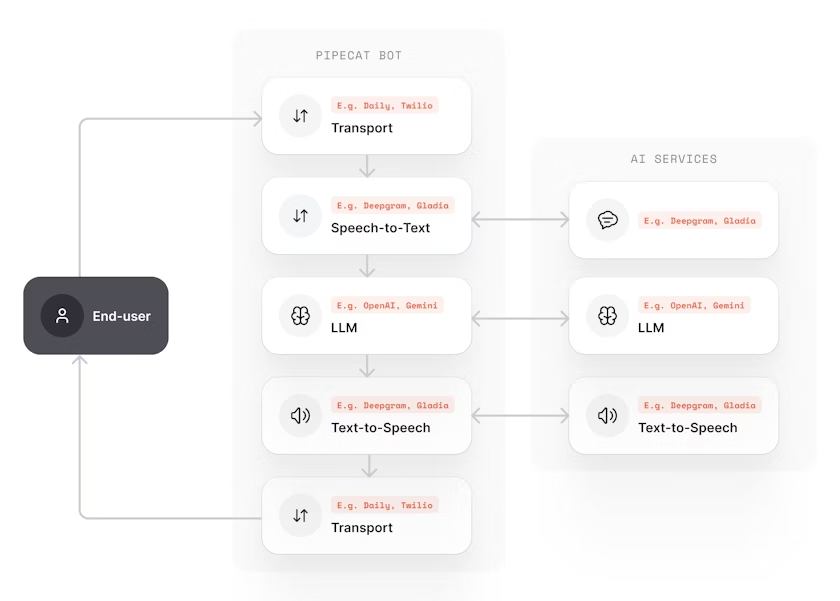 PIPECAT BOT
E.g. Daily, Twilio
Transport
E.g. Deepgram, Gladia
Speech-to-Text
E.g. OpenAI, Gemini
LLM
E.g. Deepgram, Gladia
Text-to-Speech
E.g. Daily, Twilio
Transport
End-user
AI SERVICES
E.g. Deepgram, Gladia
E.g. OpenAI, Gemini
LLM
E.g. Deepgram, Gladia
Text-to-Speech